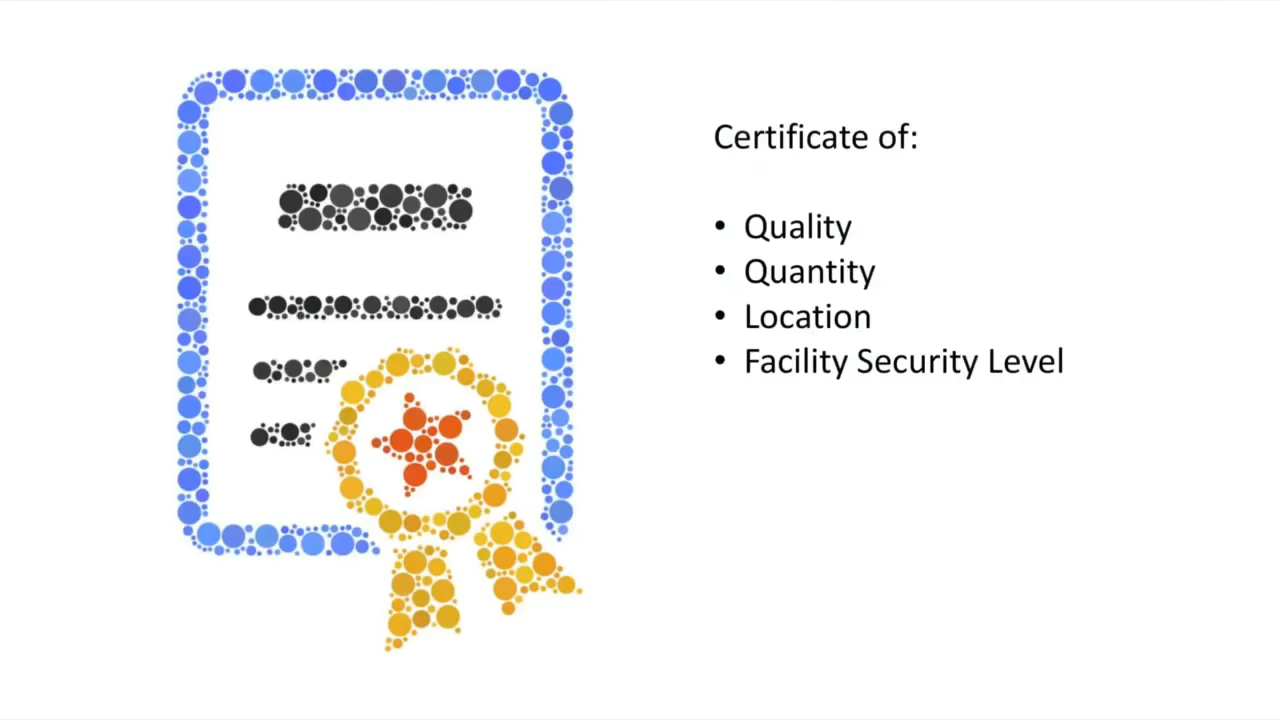 Certificate of:
• Quality
• Quantity
• Location
• Facility Security Level